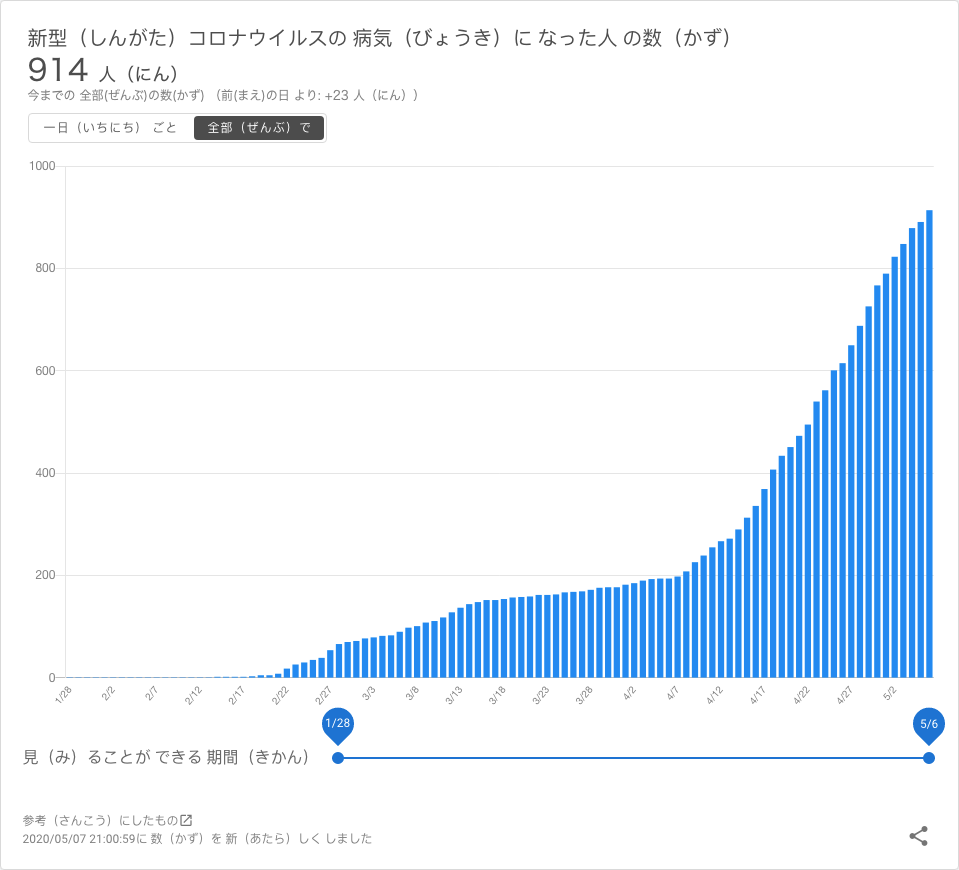 新型（しんがた）コロナウイルスの 病気（びょうき）に なった人 の数（かず）
914 人（にん）
今までの 全部(ぜんぶ)の数(かず) （前(まえ)の日 より: +23 人（にん））
一日（いちにち） ごと 全部（ぜんぶ）で
1000
800
600
400
200
0
1/28 2/2 2/7 2/12 2/17 2/22 2/27 3/3 3/8 3/13 3/18 3/23 3/28 4/2 4/7 4/12 4/17 4/22 4/27 5/2
1/28 5/6
見（み）ることが できる 期間（きかん）
参考（さんこう）にしたもの
2020/05/07 21:00:59に 数（かず）を 新（あたら）しく しました